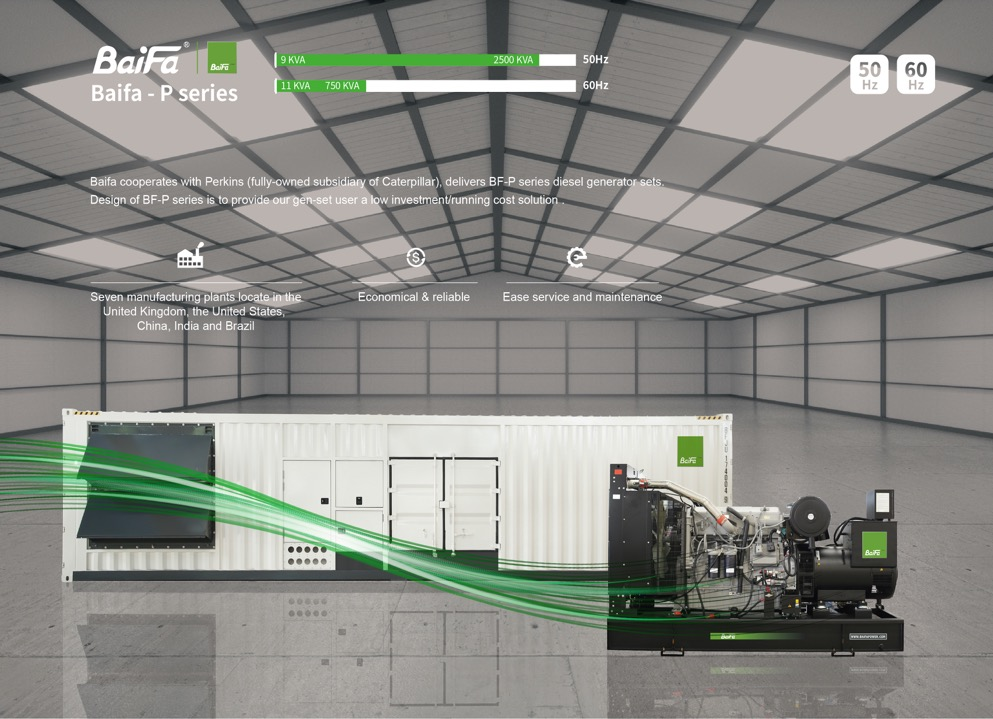 BaiFa®
BaiFa
Baifa - P series
9 KVA 2500 KVA 50Hz
11 KVA 750 KVA 60Hz
50 Hz
60 Hz
Baifa cooperates with Perkins (fully-owned subsidiary of Caterpillar), delivers BF-P series diesel generator sets.
Design of BF-P series is to provide our gen-set user a low investment/running cost solution .
Seven manufacturing plants locate in the
United Kingdom, the United States,
China, India and Brazil
Economical & reliable
Ease service and maintenance
BaiFa
BaiFa
BaiFa
WWW.BAIFAPOWER.COM